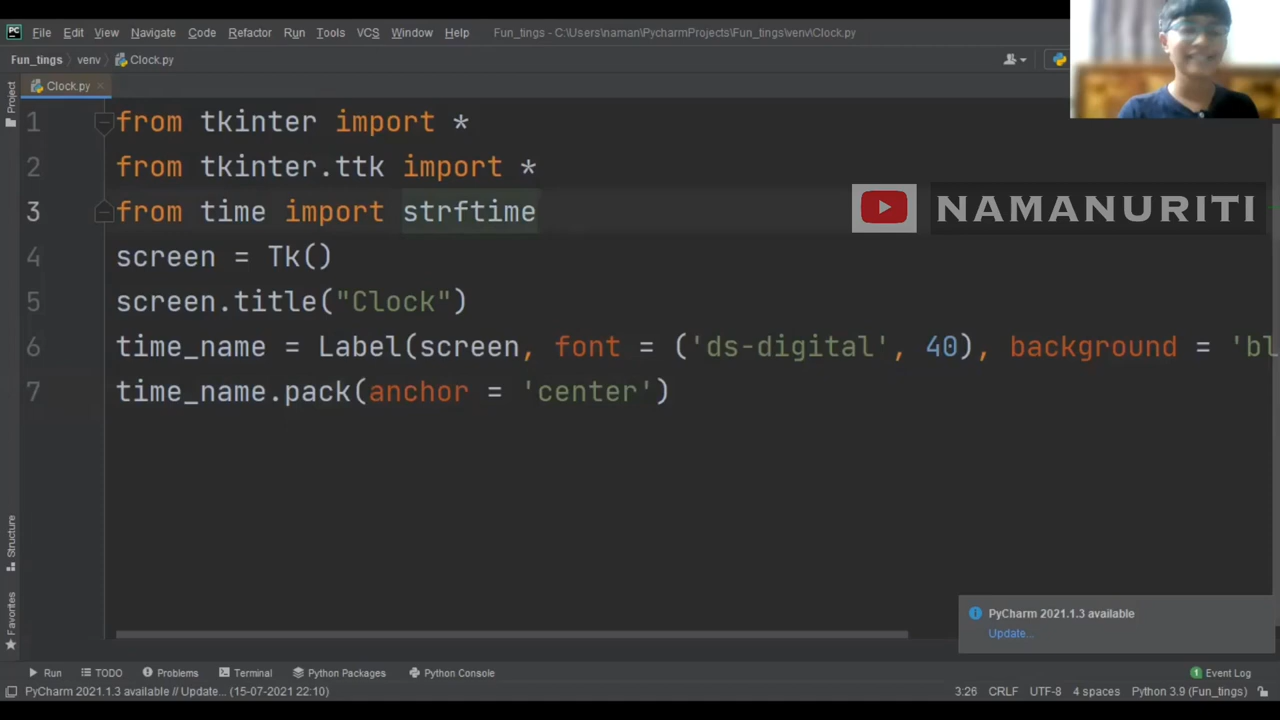 PC File Edit View Navigate Code Refactor Run Tools VCS Window Help Fun_tings - C:\Users\naman\PycharmProjects\Fun_tings\venv\Clock.py
Fun_tings venv Clock.py
Project
Clock.py
1 from tkinter import *
2 from tkinter.ttk import *
3 from time import strftime
NAMANURITI
4 screen = Tk()
5 screen.title("Clock")
6 time_name = Label(screen, font = ('ds-digital', 40), background = 'bl
7 time_name.pack(anchor = 'center')
Structure
Favorites
PyCharm 2021.1.3 available
Update...
Run TODO Problems Terminal Python Packages Python Console 1 Event Log
PyCharm 2021.1.3 available // Update... (15-07-2021 22:10) 3:26 CRLF UTF-8 4 spaces Python 3.9 (Fun_tings)